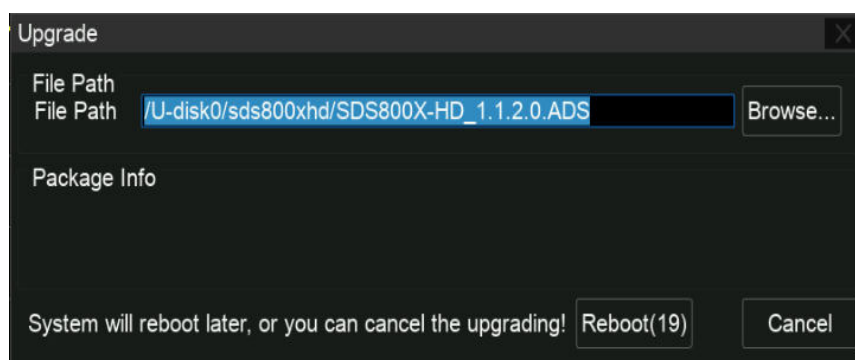 Upgrade
X
File Path
File Path /U-disk0/sds800xhd/SDS800X-HD_1.1.2.0.ADS Browse...
Package Info
System will reboot later, or you can cancel the upgrading! Reboot(19) Cancel